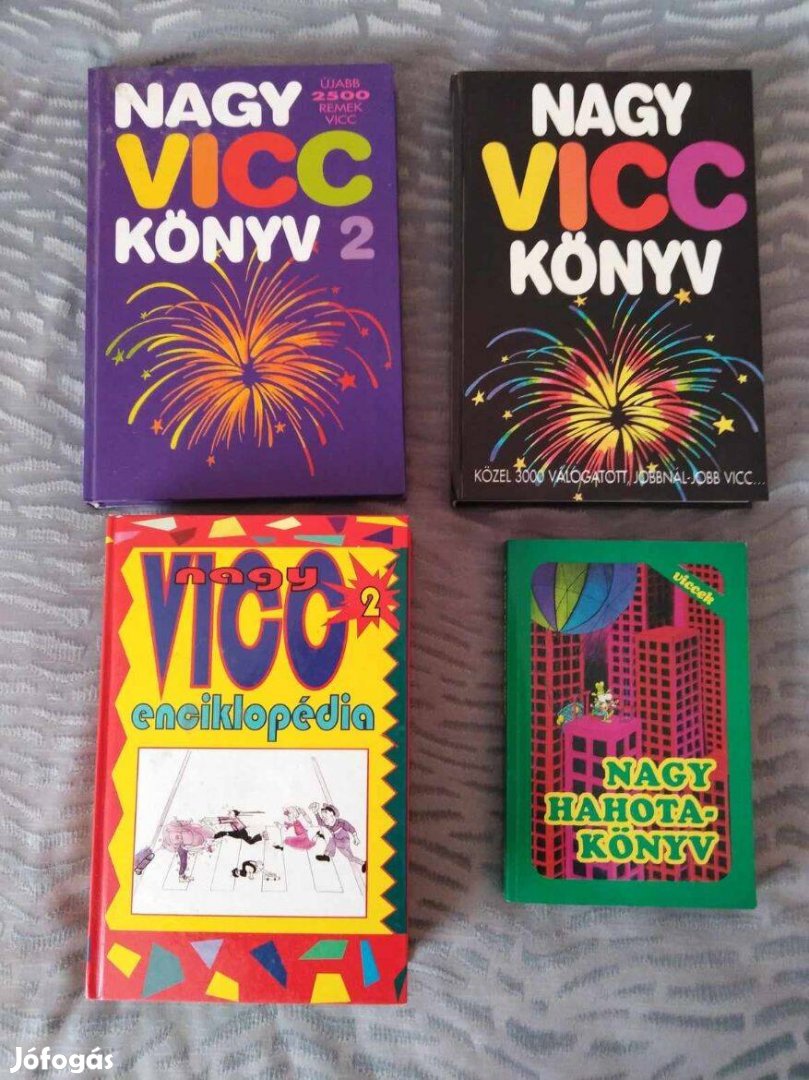 NAGY
ÚJABB
2500
REMEK
VICC
VICC
KÖNYV 2
NAGY
VICC
KÖNYV
KÖZEL 3000 VÁLOGATOTT, JOBBNÁL-JOBB VICC...
nagy
VICC
2
enciklopédia
viccek
NAGY
HAHOTA-
KÖNYV
Jófogás